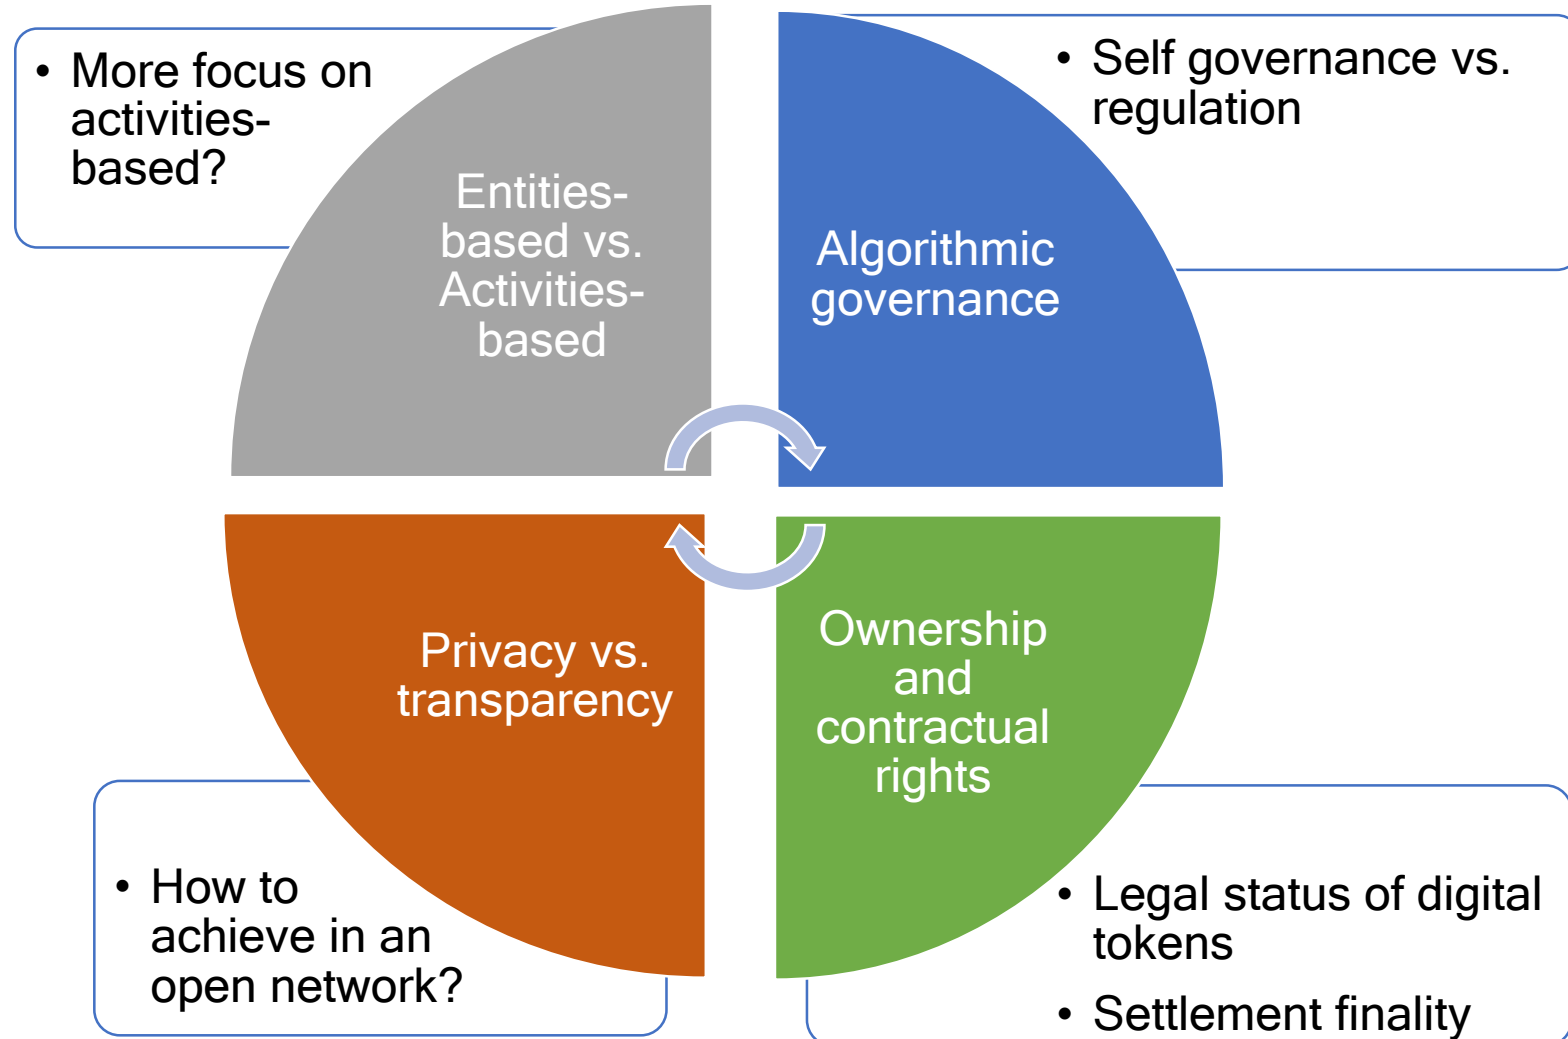 • More focus on
activities-
based?
Entities-
based vs.
Activities-
based
• Self governance vs.
regulation
Algorithmic
governance
Privacy vs.
transparency
• How to
achieve in an
open network?
Ownership
and
contractual
rights
• Legal status of digital
tokens
• Settlement finality